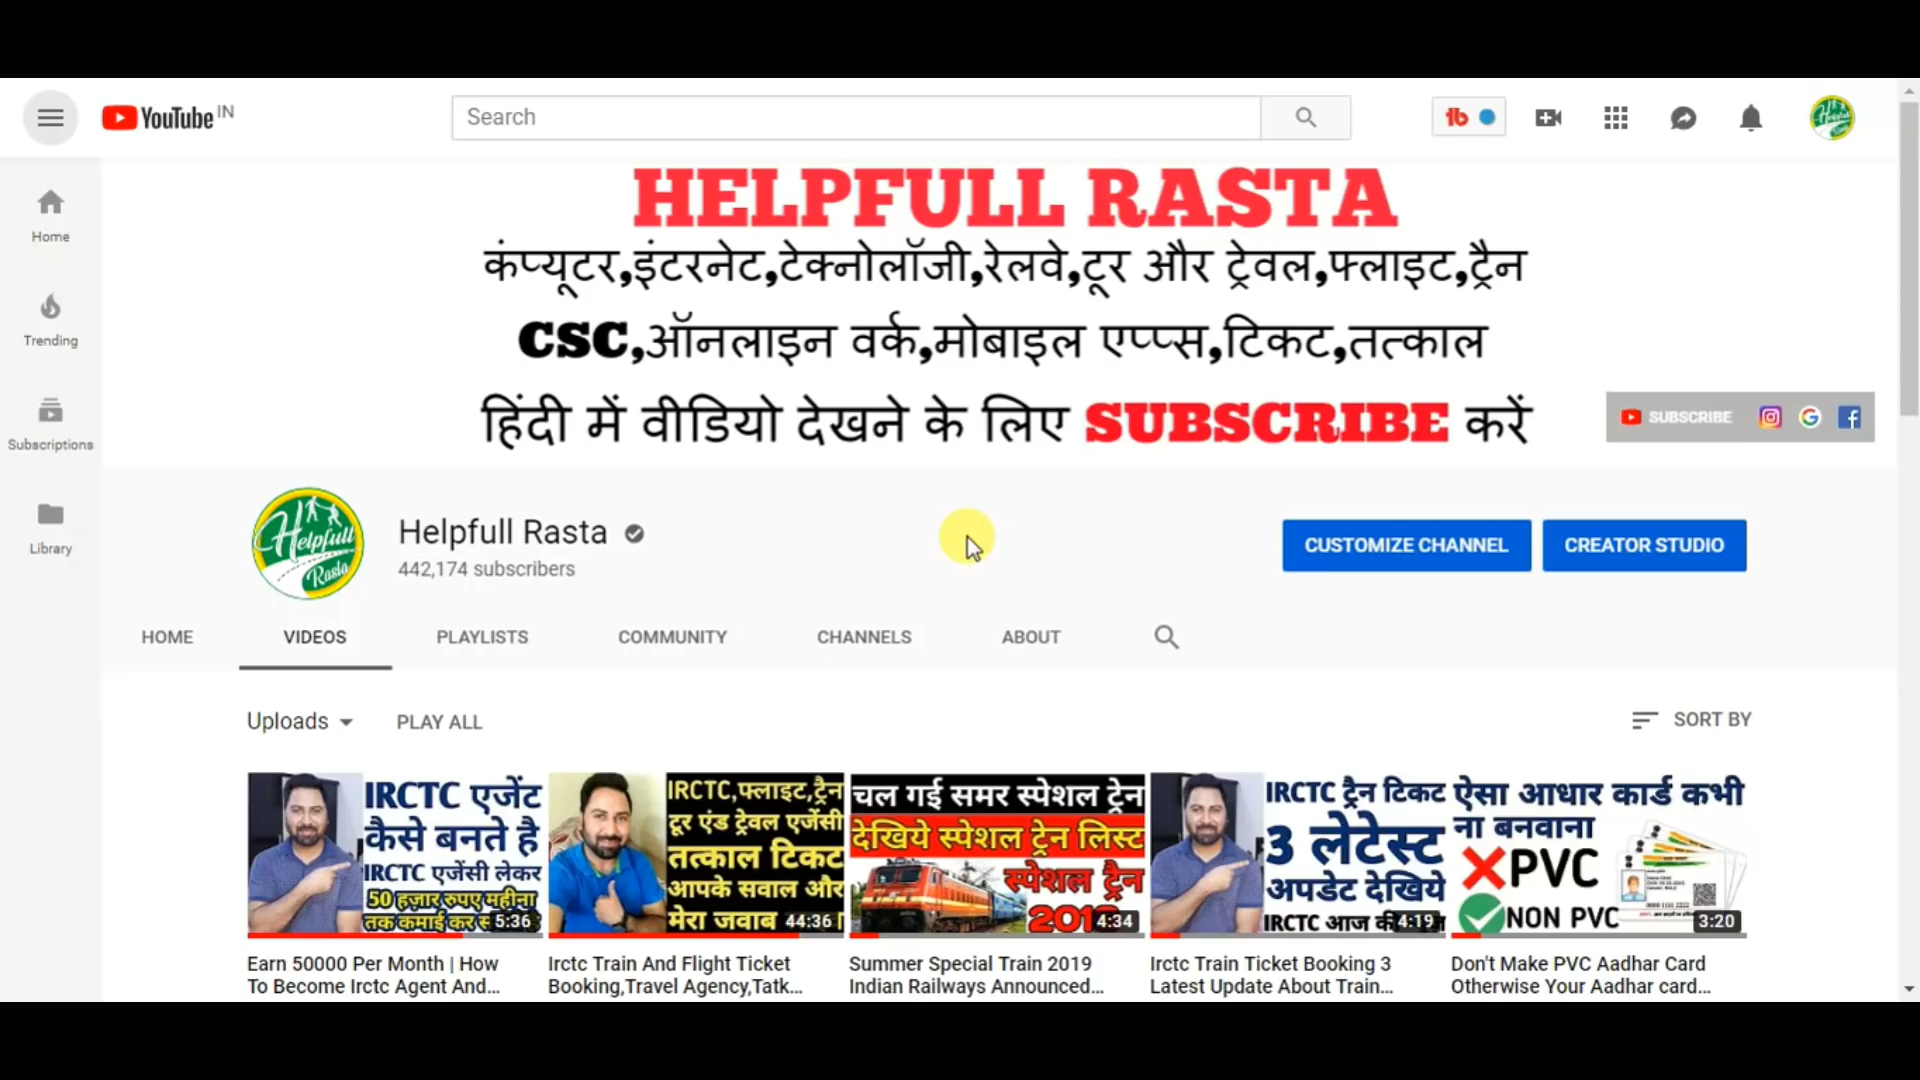 YouTube IN
Search
HELPFULL RASTA
कंप्यूटर,इंटरनेट,टेक्नोलॉजी,रेलवे,टूर और ट्रेवल,फ्लाइट,ट्रैन
CSC,ऑनलाइन वर्क,मोबाइल एप्प्स,टिकट,तत्काल
हिंदी में वीडियो देखने के लिए SUBSCRIBE करें
SUBSCRIBE
Home
Trending
Subscriptions
Library
Helpfull Rasta
Helpfull Rasta
442,174 subscribers
CUSTOMIZE CHANNEL
CREATOR STUDIO
HOME VIDEOS PLAYLISTS COMMUNITY CHANNELS ABOUT
Uploads PLAY ALL
SORT BY
IRCTC एजेंट
कैसे बनते है
IRCTC एजेंसी लेकर
50 हज़ार रुपए महीना
तक कमाई कर
5:36
Earn 50000 Per Month | How
To Become Irctc Agent And...
IRCTC,फ्लाइट,ट्रैन
टूर एंड ट्रेवल एजेंसी
तत्काल टिकट
आपके सवाल और
मेरा जवाब
44:36
Irctc Train And Flight Ticket
Booking,Travel Agency,Tatk...
चल गई समर स्पेशल ट्रेन
देखिये स्पेशल ट्रेन लिस्ट
स्पेशल ट्रैन
4:34
Summer Special Train 2019
Indian Railways Announced...
IRCTC ट्रैन टिकट
3 लेटेस्ट
अपडेट देखिये
IRCTC आज की
4:19
Irctc Train Ticket Booking 3
Latest Update About Train...
ऐसा आधार कार्ड कभी
ना बनवाना
PVC
NON PVC
3:20
Don't Make PVC Aadhar Card
Otherwise Your Aadhar card...